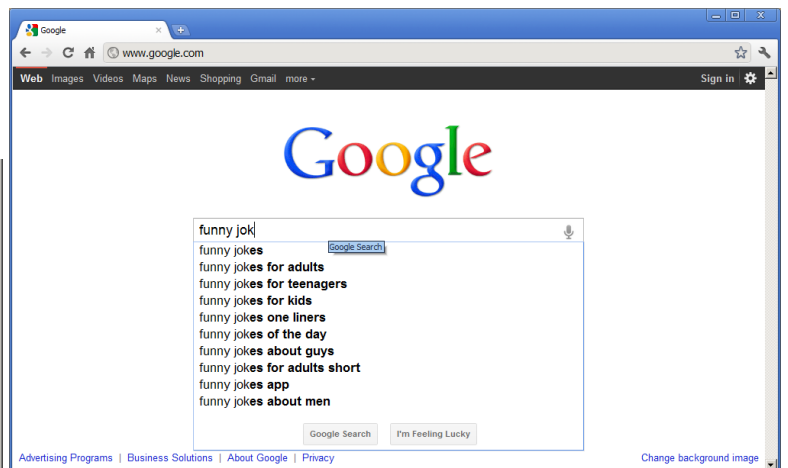 Google
www.google.com
Web Images Videos Maps News Shopping Gmail more Sign in
Google
funny jok
Google Search
funny jokes
funny jokes for adults
funny jokes for teenagers
funny jokes for kids
funny jokes one liners
funny jokes of the day
funny jokes about guys
funny jokes for adults short
funny jokes app
funny jokes about men
Google Search I'm Feeling Lucky
Advertising Programs | Business Solutions | About Google | Privacy Change background image